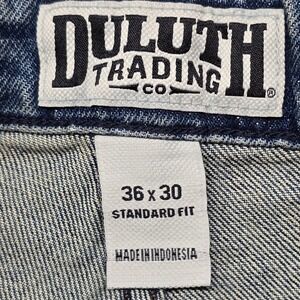 DULUTH
TRADING
CO
®
36 x 30
STANDARD FIT
MADE IN INDONESIA